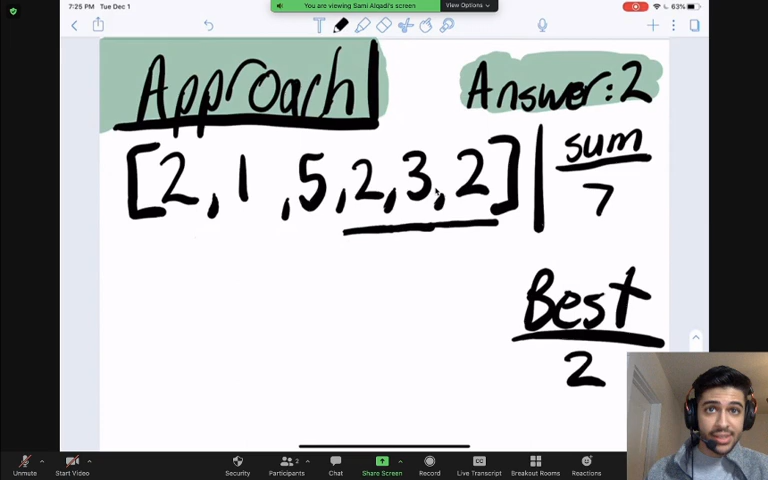 7:25 PM Tue Dec 1
You are viewing Sami Alqadi's screen
View Options
63%
T
Approach
Answer: 2
[2, 1 ,5, 2, 3, 2]
sum
7
Best
2
Unmute
Start Video
Security
Participants
2
Chat
Share Screen
Record
CC
Live Transcript
Breakout Rooms
Reactions